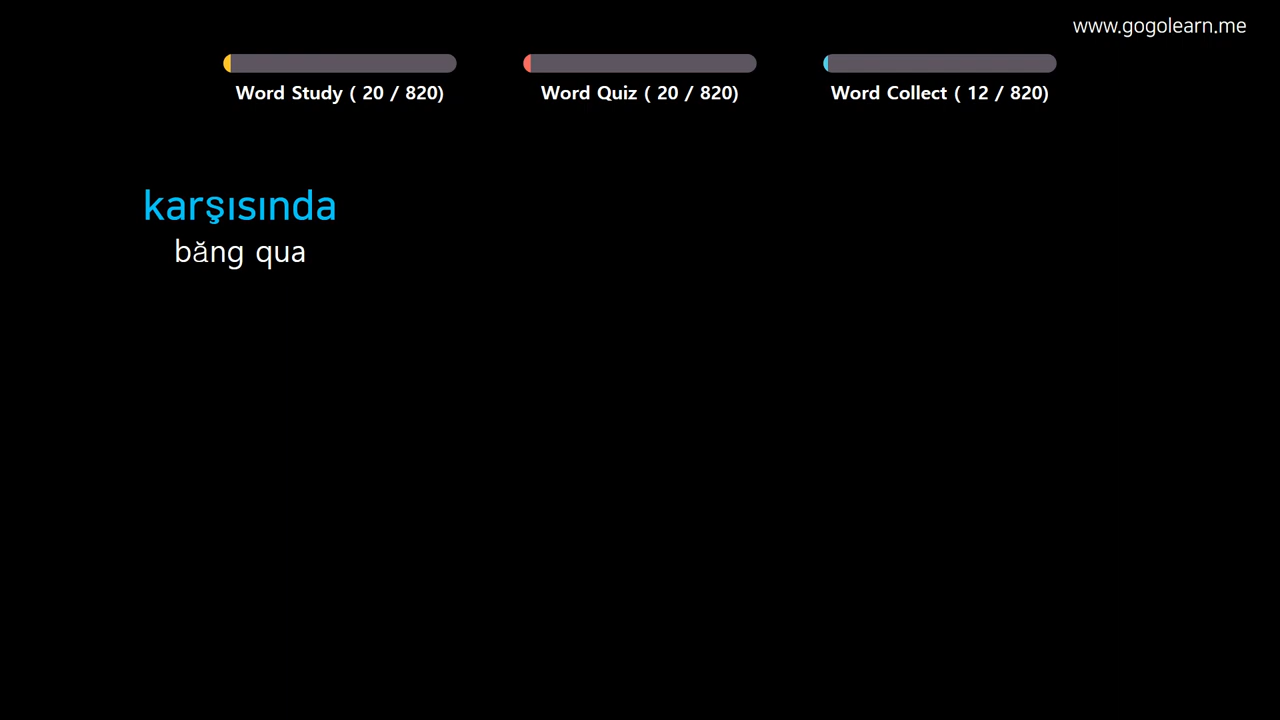 www.gogolearn.me
Word Study ( 20 / 820)
Word Quiz ( 20 / 820)
Word Collect ( 12 / 820)
karşısında
băng qua